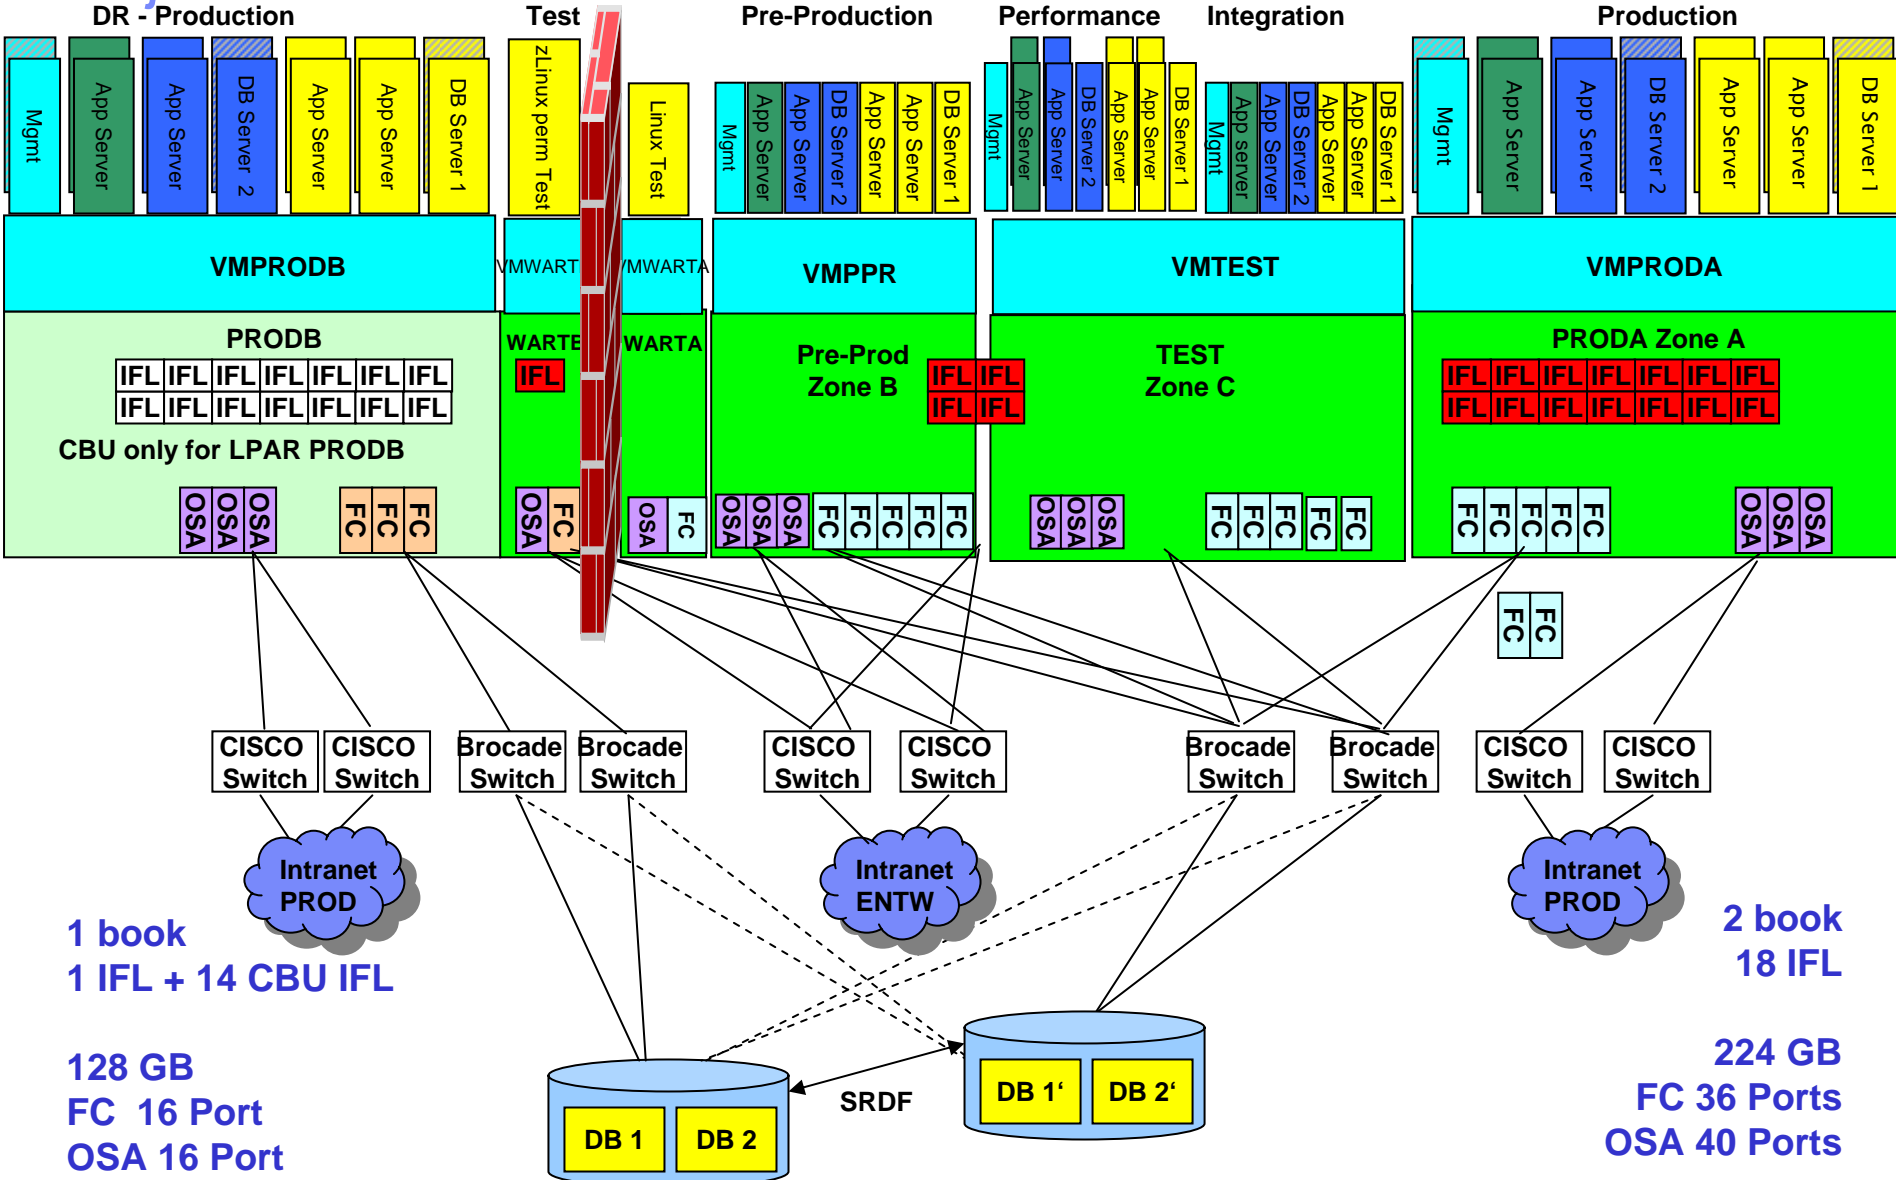 DR - Production
Test
Pre-Production
Performance
Integration
Production
Mgmt
App Server
App Server
DB Server 2
App Server
App Server
DB Server 1
zLinux perm Test
Linux Test
Mgmt
App Server
App Server
DB Server 2
App Server
App Server
DB Server 1
Mgmt
App Server
App Server
DB Server 2
App Server
App Server
DB Server 1
Mgmt
App server
App Server
DB Server 2
App Server
App Server
DB Server 1
Mgmt
App Server
App Server
DB Server 2
App Server
App Server
DB Server 1
VMPRODB
VMWART
VMWARTA
VMPPR
VMTEST
VMPRODA
PRODB
IFL IFL IFL IFL IFL IFL IFL
IFL IFL IFL IFL IFL IFL IFL
CBU only for LPAR PRODB
OSA OSA OSA
FC FC FC
WARTE
IFL
OSA FC
WARTA
OSA FC
Pre-Prod
Zone B
IFL IFL
IFL IFL
OSA OSA OSA
FC FC FC FC FC
TEST
Zone C
OSA OSA OSA
FC FC FC FC FC
PRODA Zone A
IFL IFL IFL IFL IFL IFL IFL
IFL IFL IFL IFL IFL IFL IFL
FC FC FC FC FC
OSA OSA OSA
FC FC
CISCO
Switch
CISCO
Switch
Brocade
Switch
Brocade
Switch
CISCO
Switch
CISCO
Switch
Brocade
Switch
Brocade
Switch
CISCO
Switch
CISCO
Switch
Intranet
PROD
Intranet
ENTW
Intranet
PROD
1 book
1 IFL + 14 CBU IFL
128 GB
FC 16 Port
OSA 16 Port
2 book
18 IFL
224 GB
FC 36 Ports
OSA 40 Ports
DB 1
DB 2
SRDF
DB 1‘
DB 2‘